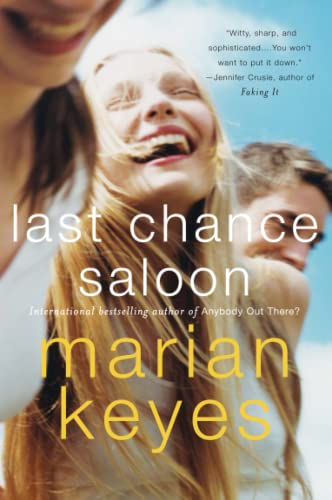 "Witty, sharp, and
sophisticated....You won't
want to put it down."
—Jennifer Crusie, author of
Faking It
last chance
saloon
International bestselling author of Anybody Out There?
marian
keyes